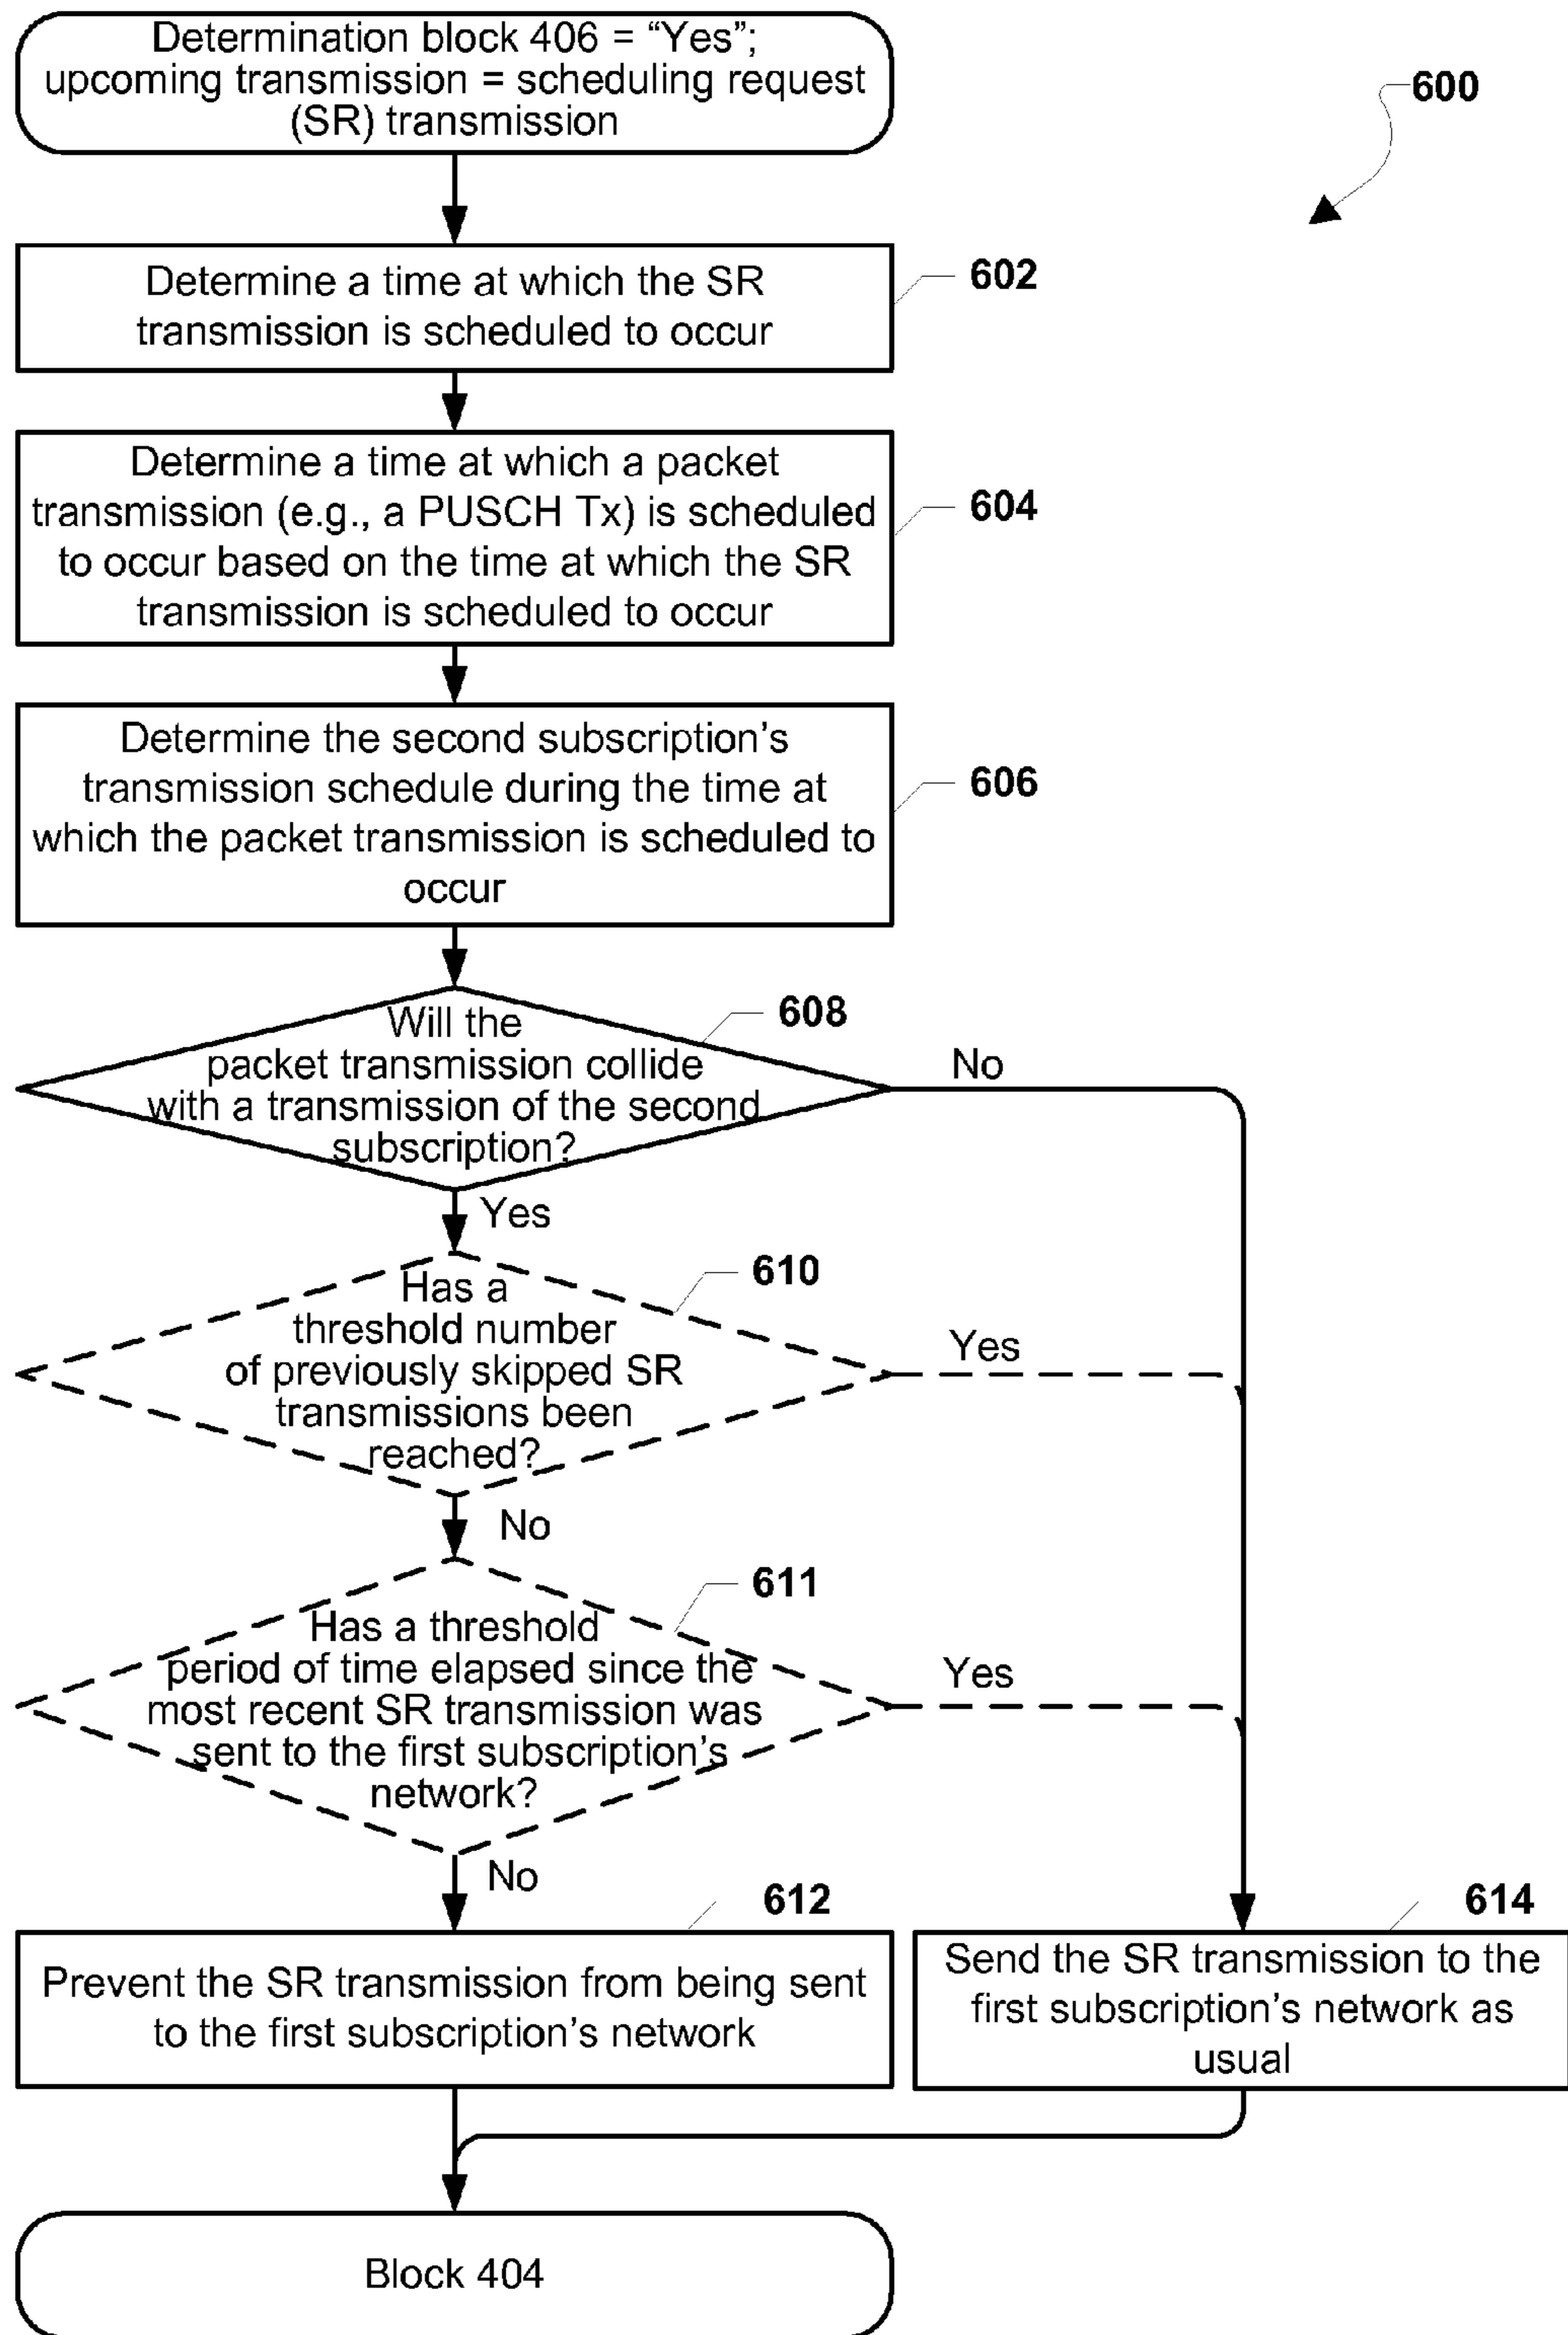 Determination block 406 = “Yes”;
upcoming transmission = scheduling request
(SR) transmission
600
Determine a time at which the SR
transmission is scheduled to occur
602
Determine a time at which a packet
transmission (e.g., a PUSCH Tx) is scheduled
to occur based on the time at which the SR
transmission is scheduled to occur
604
Determine the second subscription’s
transmission schedule during the time at
which the packet transmission is scheduled to
occur
606
Will the
packet transmission collide
with a transmission of the second
subscription?
608
No
Yes
Has a
threshold number
of previously skipped SR
transmissions been
reached?
610
Yes
No
Has a threshold
period of time elapsed since the
most recent SR transmission was
sent to the first subscription’s
network?
611
Yes
No
612
Prevent the SR transmission from being sent
to the first subscription’s network
614
Send the SR transmission to the
first subscription’s network as
usual
Block 404